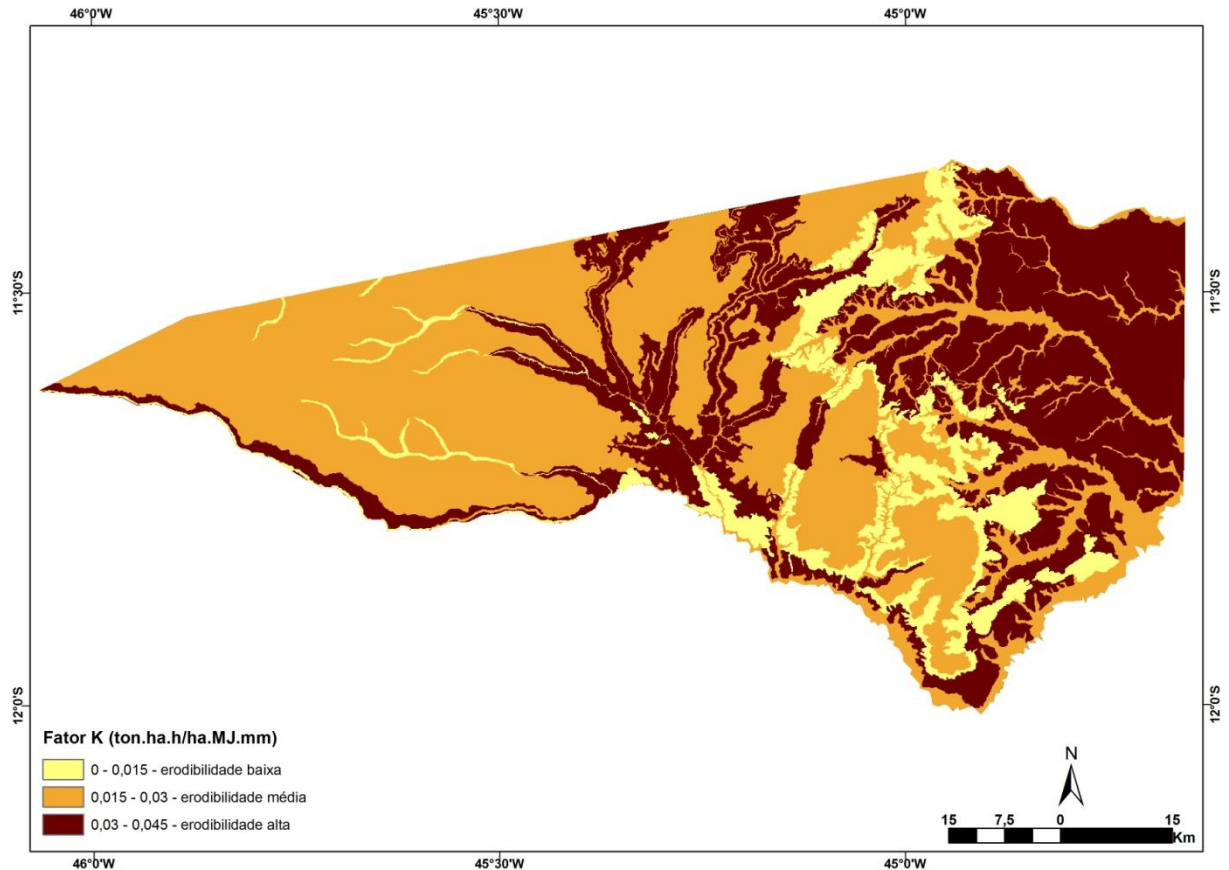 46°0'W
45°30'W
45°0'W
11°30'S
11°30'S
12°0'S
12°0'S
Fator K (ton.ha.h/ha.MJ.mm)
0 - 0,015 - erodibilidade baixa
0,015 - 0,03 - erodibilidade média
0,03 - 0,045 - erodibilidade alta
N
15 7,5 0 15
Km
46°0'W
45°30'W
45°0'W